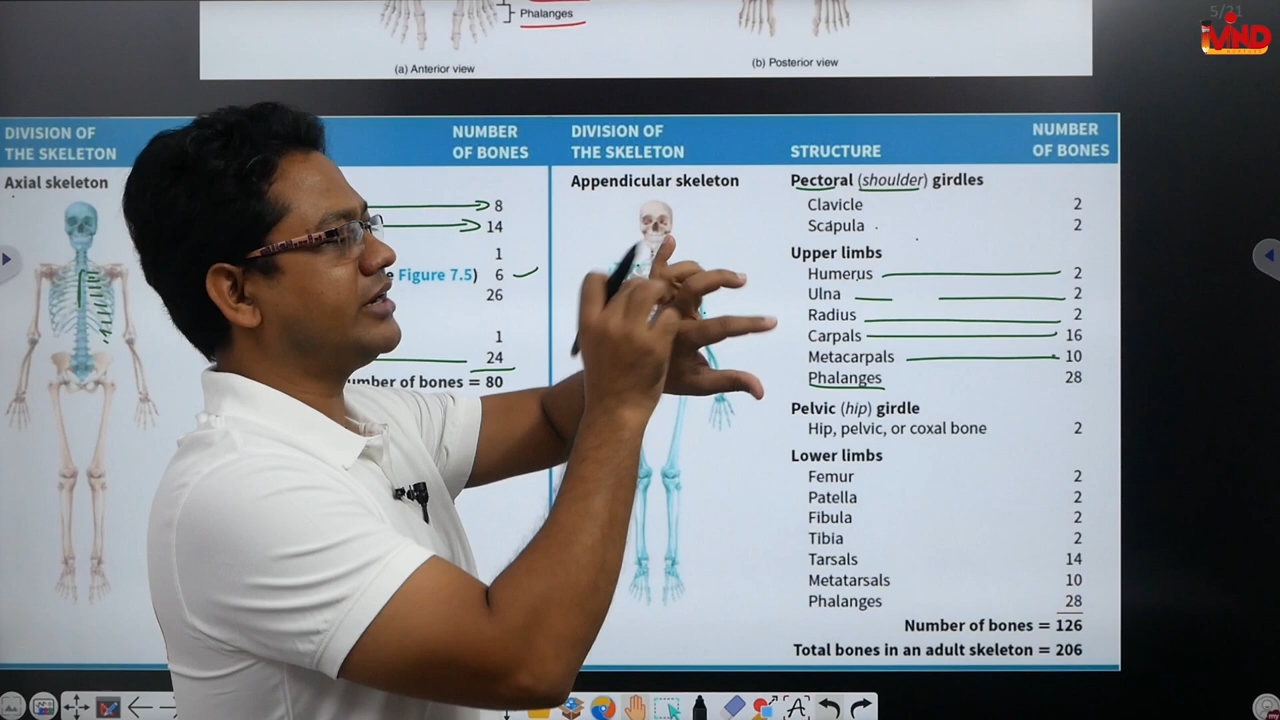 Phalanges
(a) Anterior view
(b) Posterior view
5/21
MIND
DIVISION OF
THE SKELETON
NUMBER
OF BONES
Axial skeleton
8
14
1
Figure 7.5) 6
26
1
24
number of bones = 80
DIVISION OF
THE SKELETON
STRUCTURE
NUMBER
OF BONES
Appendicular skeleton
Pectoral (shoulder) girdles
Clavicle 2
Scapula 2
Upper limbs
Humerus 2
Ulna 2
Radius 2
Carpals 16
Metacarpals 10
Phalanges 28
Pelvic (hip) girdle
Hip, pelvic, or coxal bone 2
Lower limbs
Femur 2
Patella 2
Fibula 2
Tibia 2
Tarsals 14
Metatarsals 10
Phalanges 28
Number of bones = 126
Total bones in an adult skeleton = 206